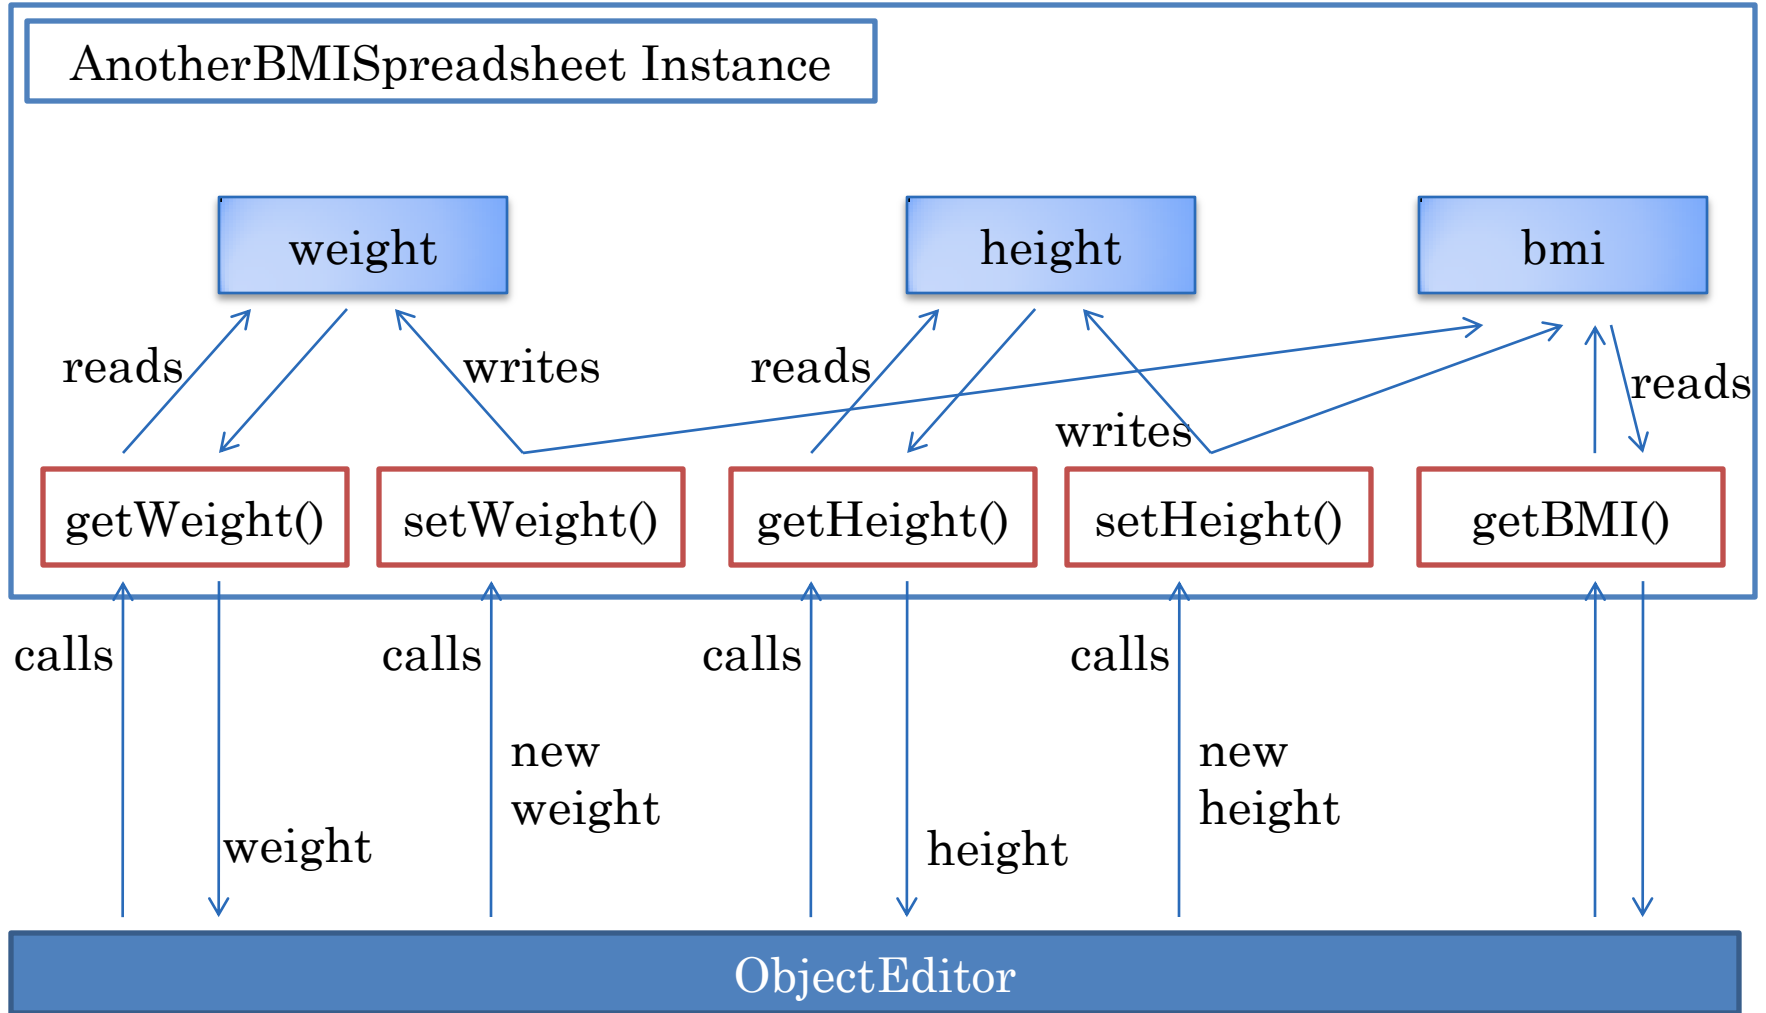 AnotherBMISpreadsheet Instance
weight
height
bmi
reads
writes
reads
reads
writes
getWeight()
setWeight()
getHeight()
setHeight()
getBMI()
calls
calls
calls
calls
new
weight
new
height
weight
height
ObjectEditor